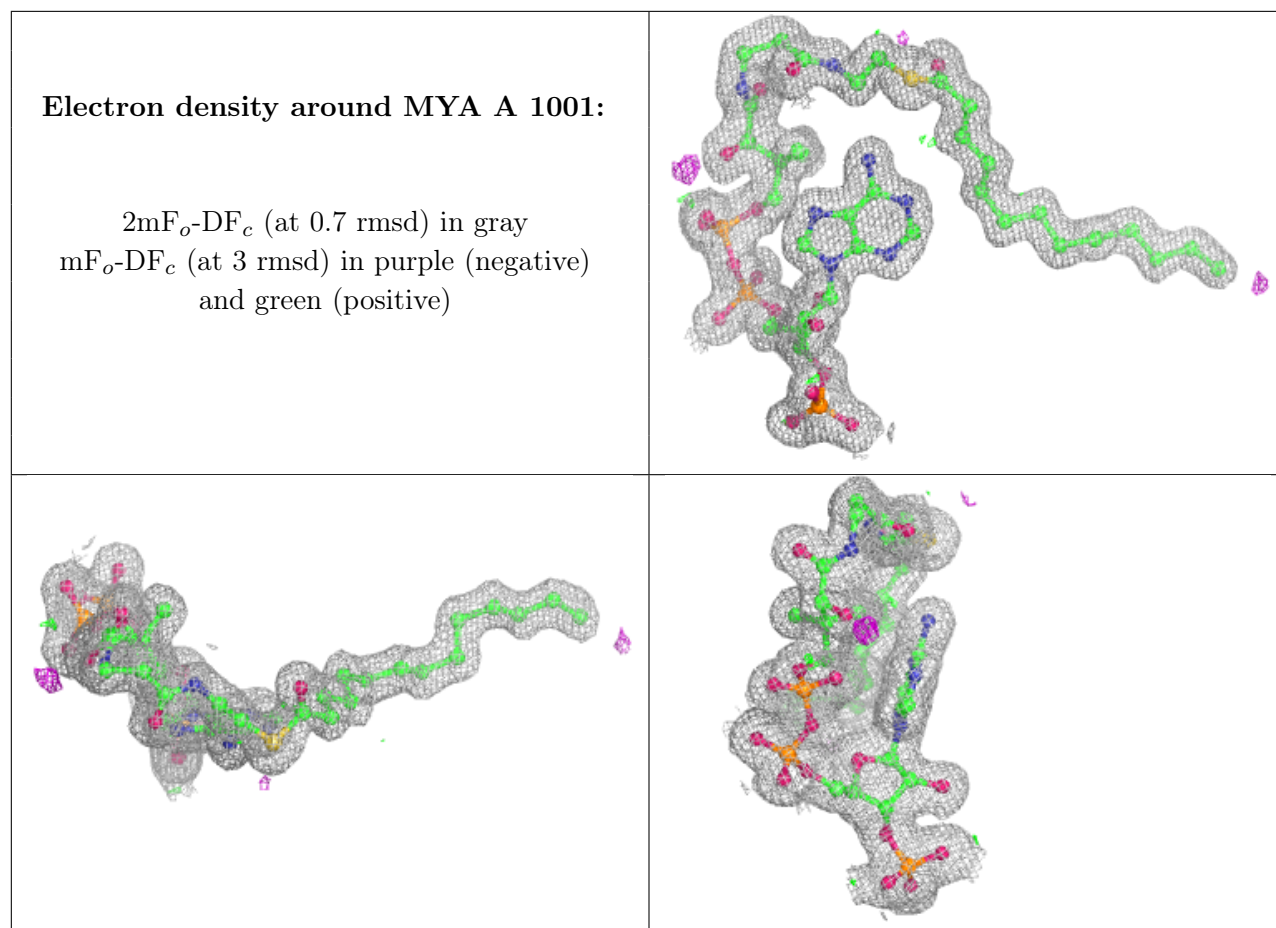 Electron density around MYA A 1001:
2mFo-DFc (at 0.7 rmsd) in gray
mFo-DFc (at 3 rmsd) in purple (negative)
and green (positive)